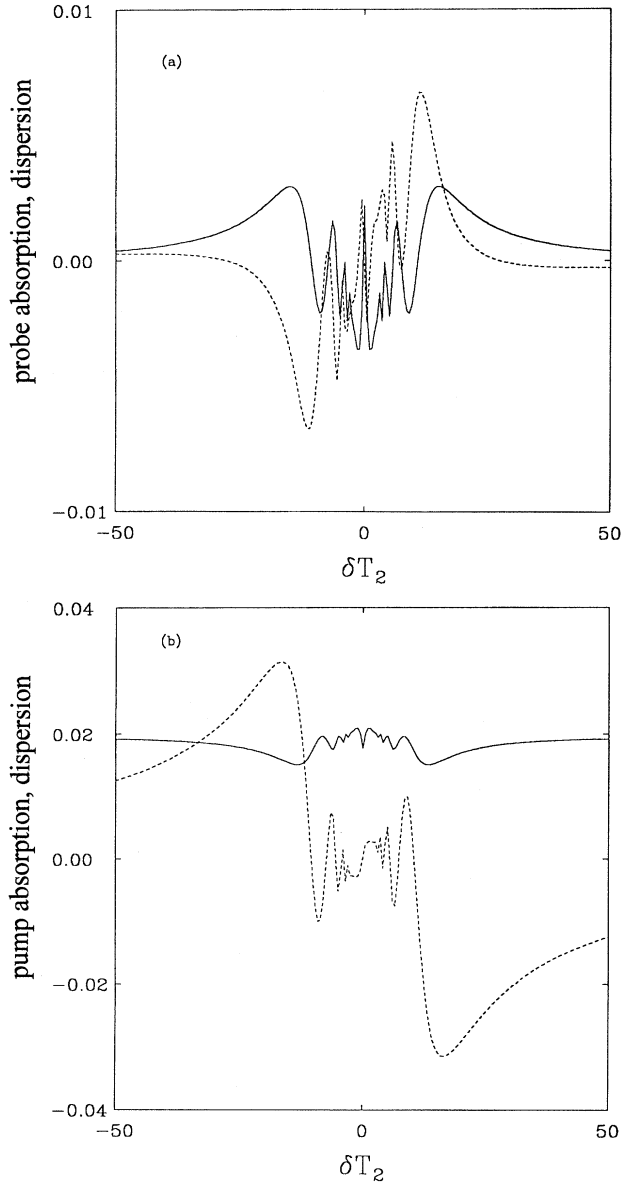 0.01
(a)
probe absorption, dispersion
0.00
−0.01
−50
0
50
δT₂
0.04
(b)
pump absorption, dispersion
0.02
0.00
−0.02
−0.04
−50
0
50
δT₂